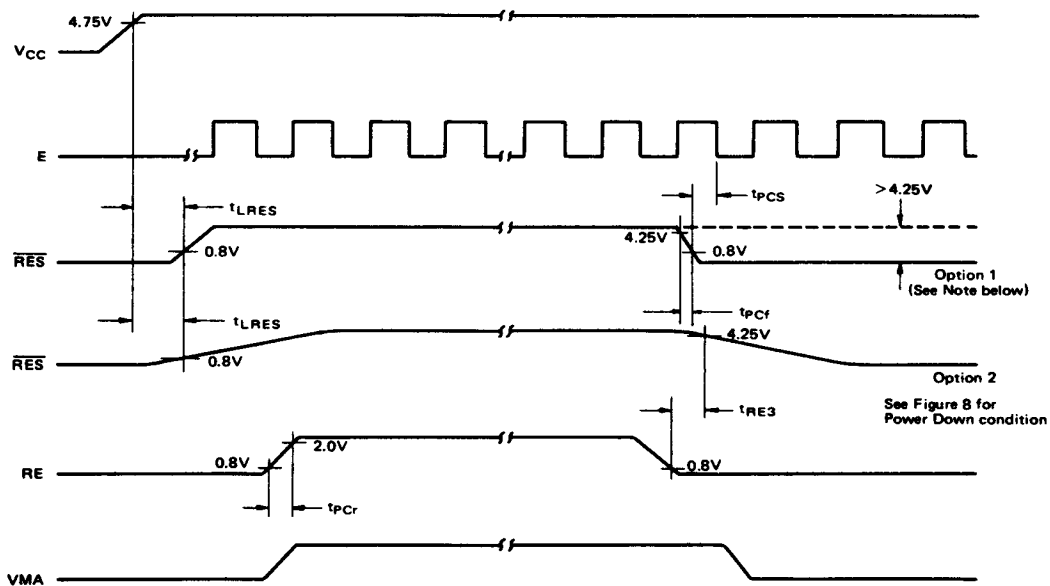 4.75V
VCC
E
tPCS
>4.25V
tLRES
4.25V
0.8V
0.8V
RES
Option 1
(See Note below)
tPCf
tLRES
4.25V
RES
0.8V
Option 2
See Figure 8 for
Power Down condition
tRE3
2.0V
0.8V
0.8V
RE
tPCr
VMA